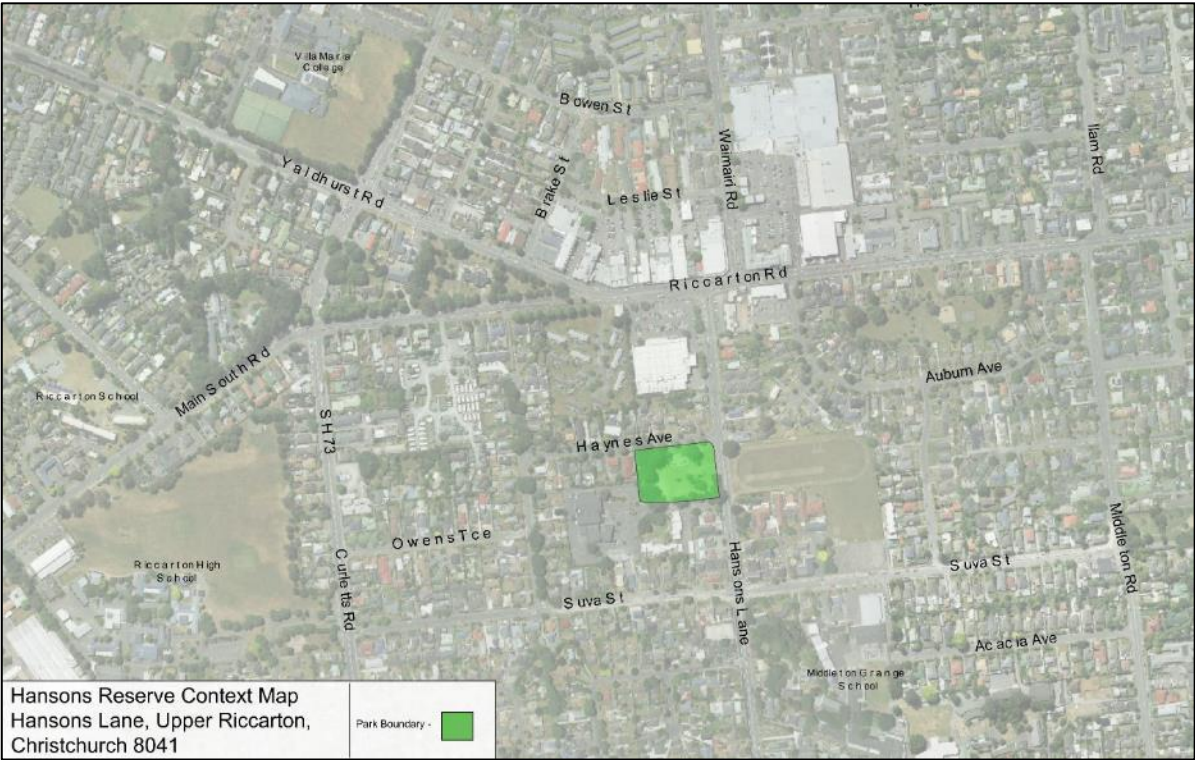 Villa Maria
College
Bowen St
Yaldhurst Rd
Brake St
Leslie St
Waimairi Rd
Ilam Rd
Riccarton Rd
Main South Rd
Riccarton School
SH 73
Auburn Ave
Haynes Ave
Owens Tce
Riccarton High
School
Curletts Rd
Suva St
Hansons Lane
Suva St
Middleton Rd
Acacia Ave
Middleton Grange
School
Hansons Reserve Context Map
Hansons Lane, Upper Riccarton,
Christchurch 8041
Park Boundary -